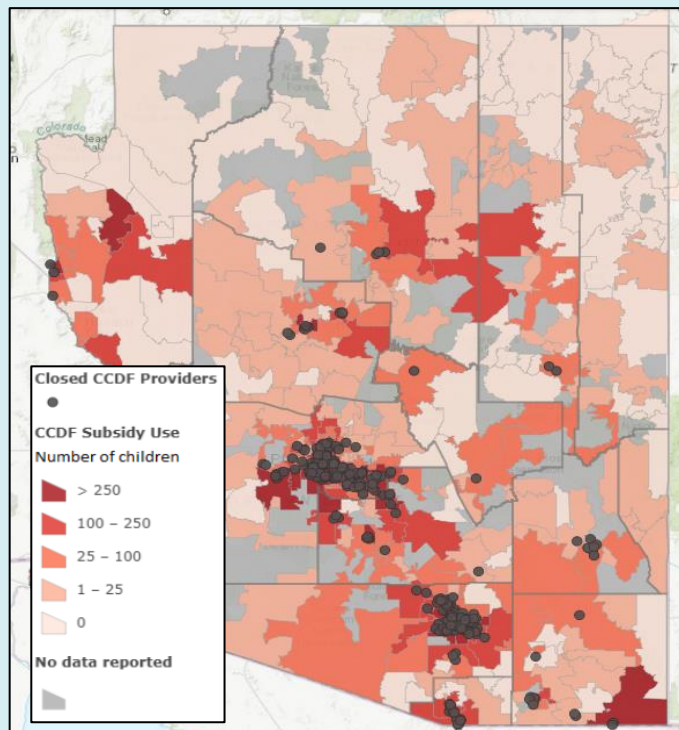 Colorado
Closed CCDF Providers
CCDF Subsidy Use
Number of children
> 250
100 – 250
25 – 100
1 – 25
0
No data reported